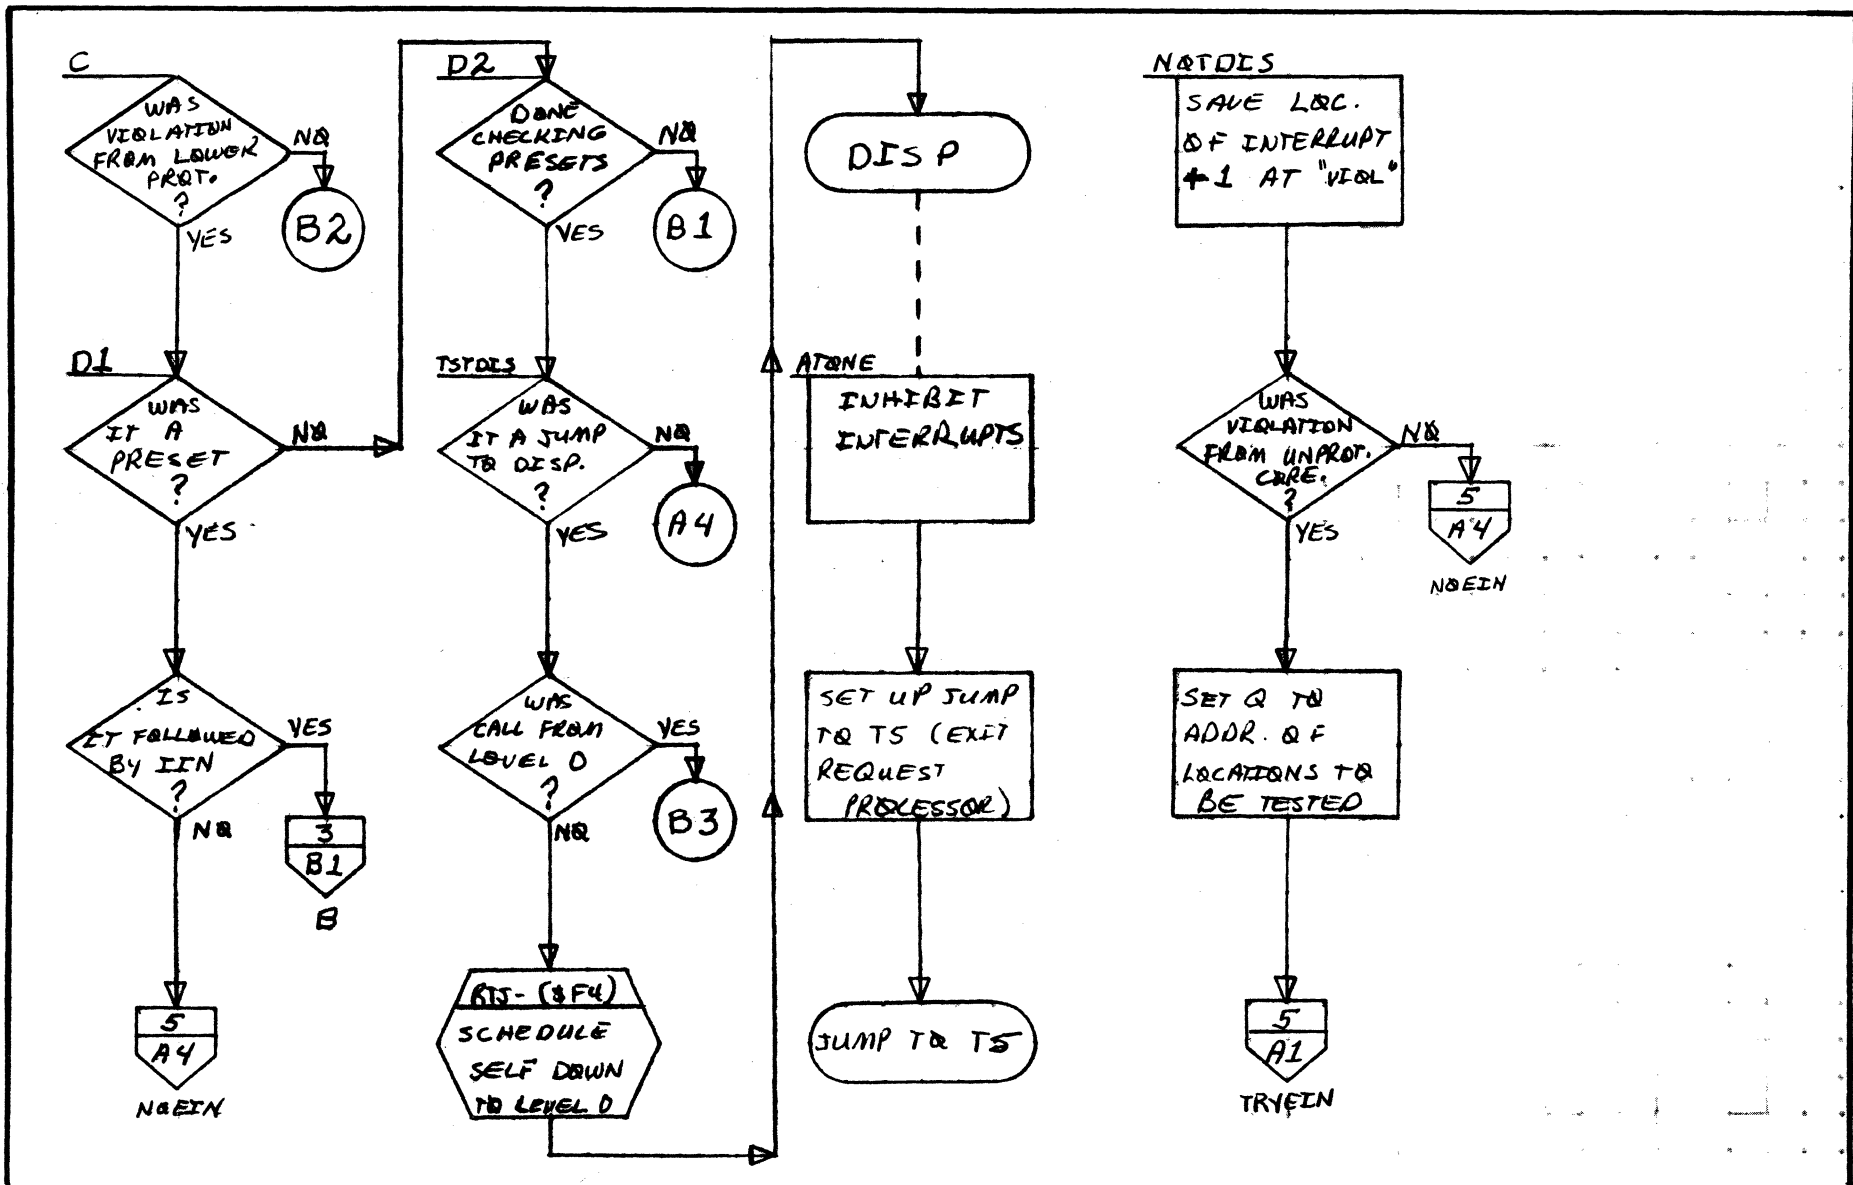 C
WAS
VIOLATION
FROM LOWER
PROT.
?
NO
B2
YES
D1
WAS
IT A
PRESET
?
NO
YES
IS
IT FOLLOWED
BY IIN
?
YES
3
B1
B
NO
5
A4
NOEIN
D2
DONE
CHECKING
PRESETS
?
NO
B1
YES
TSTDIS
WAS
IT A JUMP
TO DISP.
?
NO
A4
YES
WAS
CALL FROM
LEVEL 0
?
YES
B3
NO
RTJ- ($F4)
SCHEDULE
SELF DOWN
TO LEVEL 0
DISP
ATONE
INHIBIT
INTERRUPTS
SET UP JUMP
TO T5 (EXIT
REQUEST
PROCESSOR)
JUMP TO T5
NOTDIS
SAVE LOC.
OF INTERRUPT
+1 AT "VIOL"
WAS
VIOLATION
FROM UNPROT.
CORE.
?
NO
5
A4
NOEIN
YES
SET Q TO
ADDR. OF
LOCATIONS TO
BE TESTED
5
A1
TRYEIN